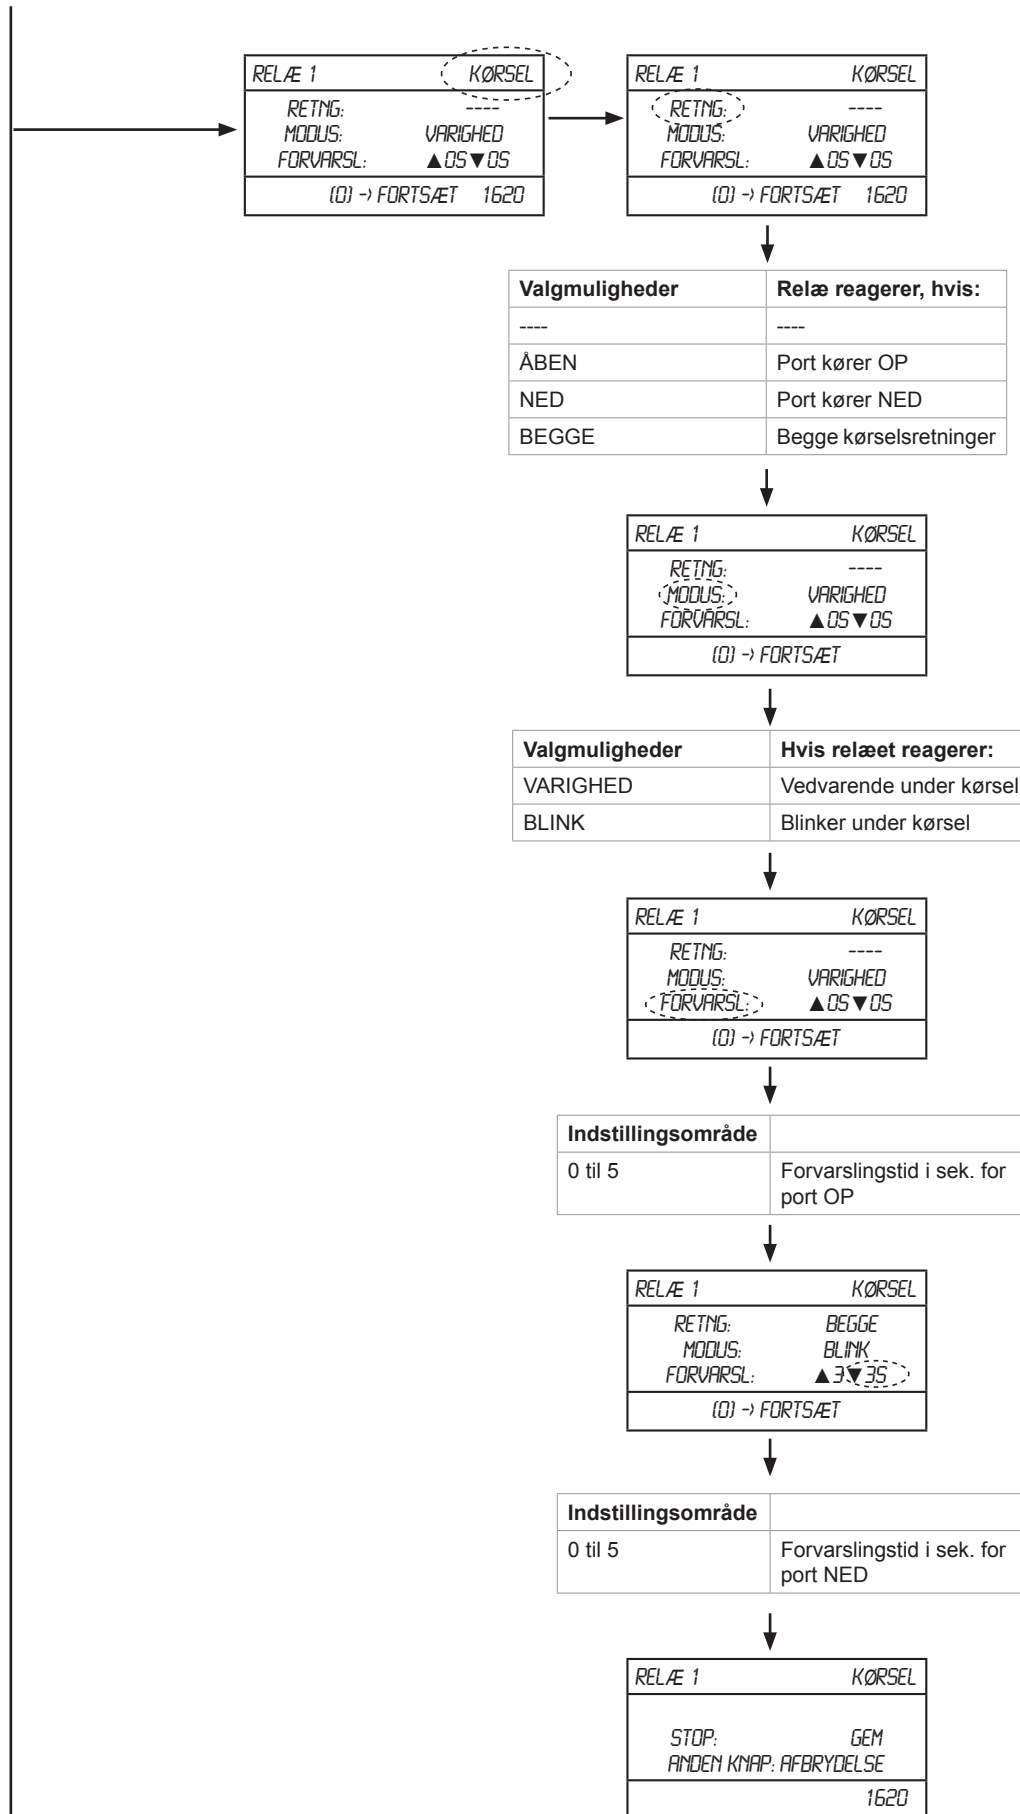 RELÆ 1 KØRSEL
RETNG: ----
MODUS: VARIGHED
FORVARSL: ▲0S▼0S
(0) -> FORTSÆT 1620
RELÆ 1 KØRSEL
RETNG: ----
MODUS: VARIGHED
FORVARSL: ▲0S▼0S
(0) -> FORTSÆT 1620
Valgmuligheder Relæ reagerer, hvis:
---- ----
ÅBEN Port kører OP
NED Port kører NED
BEGGE Begge kørselsretninger
RELÆ 1 KØRSEL
RETNG: ----
MODUS: VARIGHED
FORVARSL: ▲0S▼0S
(0) -> FORTSÆT
Valgmuligheder Hvis relæet reagerer:
VARIGHED Vedvarende under kørsel
BLINK Blinker under kørsel
RELÆ 1 KØRSEL
RETNG: ----
MODUS: VARIGHED
FORVARSL: ▲0S▼0S
(0) -> FORTSÆT
Indstillingsområde
0 til 5 Forvarslingstid i sek. for
port OP
RELÆ 1 KØRSEL
RETNG: BEGGE
MODUS: BLINK
FORVARSL: ▲3▼3S
(0) -> FORTSÆT
Indstillingsområde
0 til 5 Forvarslingstid i sek. for
port NED
RELÆ 1 KØRSEL
STOP: GEM
ANDEN KNAP: AFBRYDELSE
1620